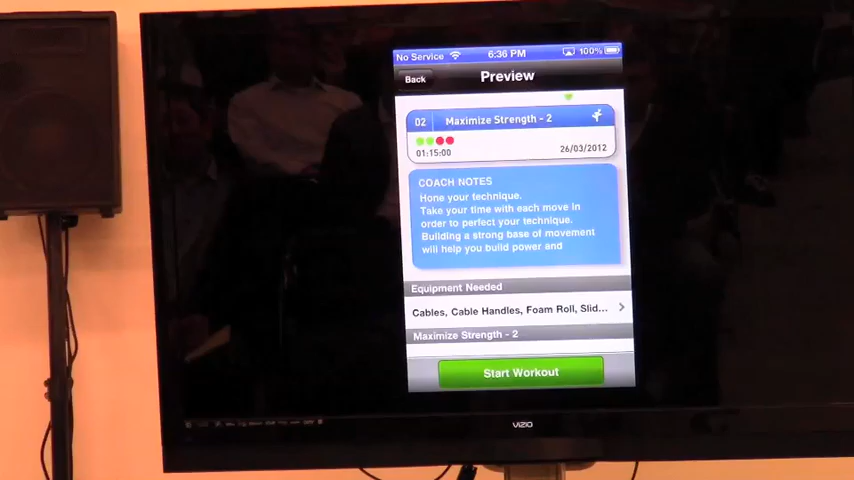 No Service 6:36 PM 100%
Back Preview
02 Maximize Strength - 2
01:15:00 26/03/2012
COACH NOTES
Hone your technique.
Take your time with each move in
order to perfect your technique.
Building a strong base of movement
will help you build power and
Equipment Needed
Cables, Cable Handles, Foam Roll, Slid...
Maximize Strength - 2
Start Workout
VIZIO